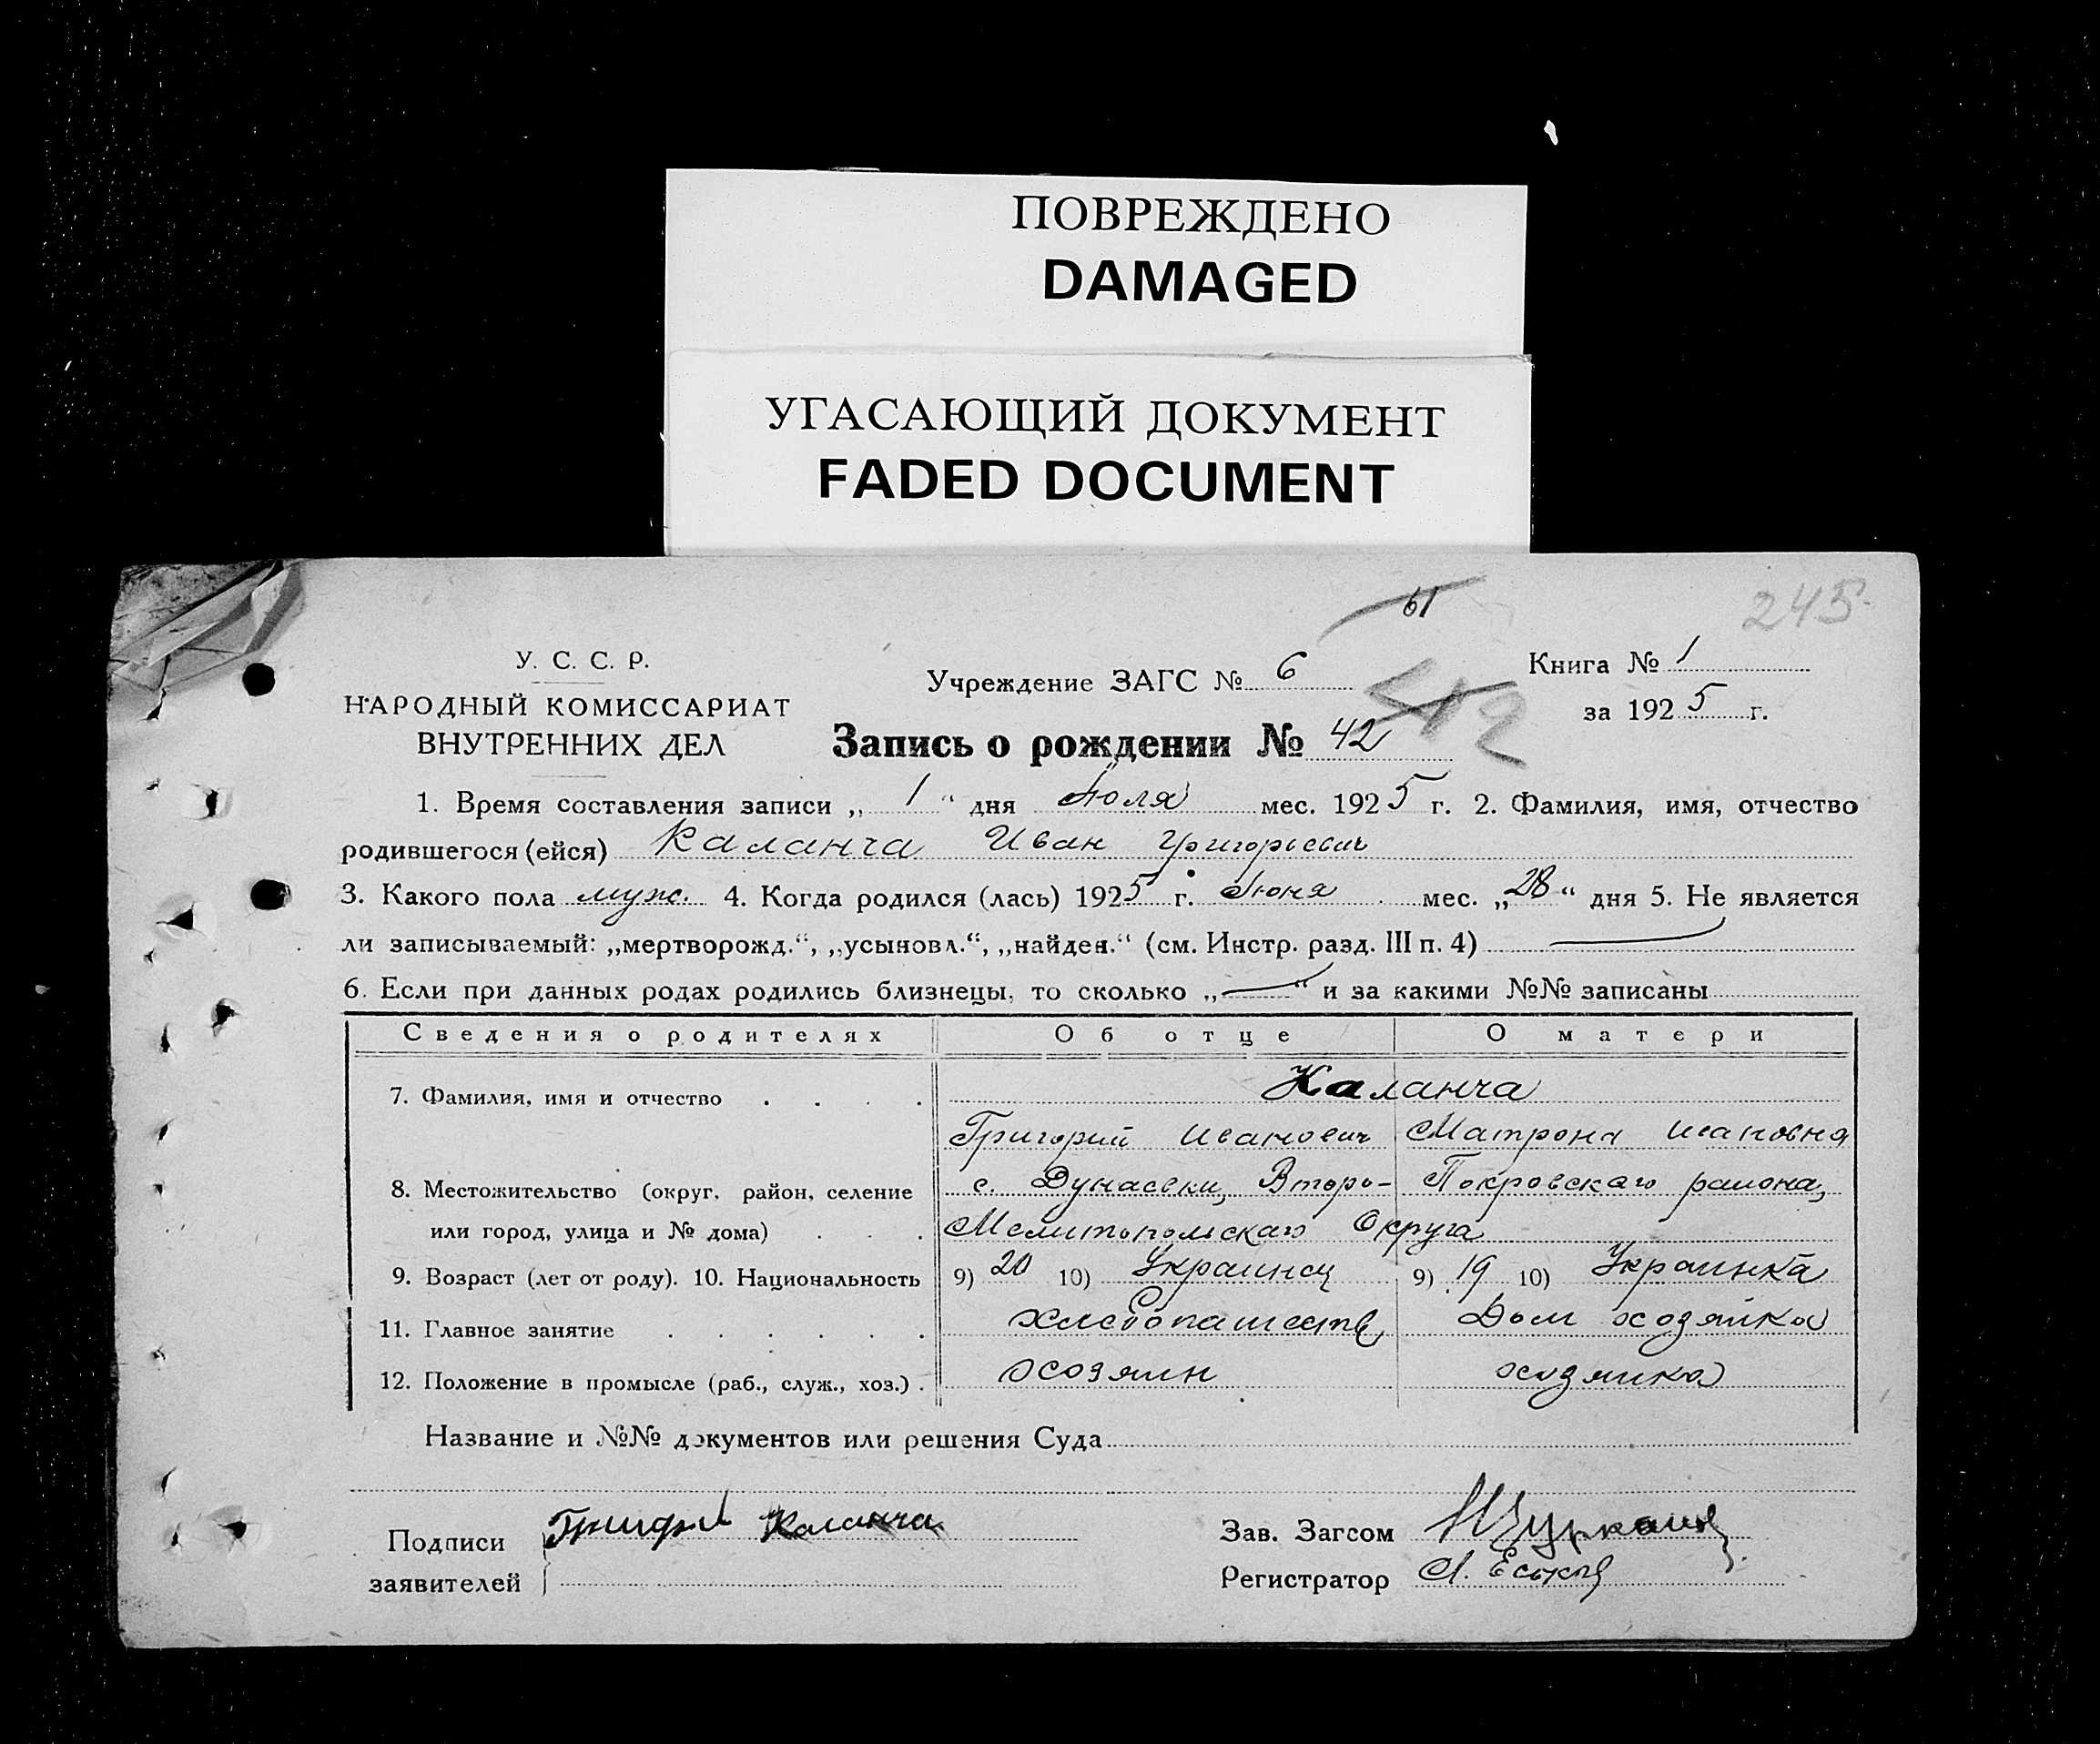 ПОВРЕЖДЕНО
DAMAGED
УГАСАЮЩИЙ ДОКУМЕНТ
FADED DOCUMENT
61
245
У. С. С. Р.
НАРОДНЫЙ КОМИССАРИАТ
ВНУТРЕННИХ ДЕЛ
Учреждение ЗАГС № 6
Книга № 1
за 1925 г.
Запись о рождении № 42
1. Время составления записи „ 1 “ дня Июля мес. 1925 г. 2. Фамилия, имя, отчество
родившегося (ейся) Каланча Иван Григорьевич
3. Какого пола муж. 4. Когда родился (лась) 1925 г. Июня мес. „28“ дня 5. Не является
ли записываемый: „мертворожд.“, „усыновл.“, „найден.“ (см. Инстр. разд. III п. 4)
6. Если при данных родах родились близнецы, то сколько „ — “ и за какими №№ записаны
Сведения о родителях Об отце О матери
7. Фамилия, имя и отчество . . . . Каланча
Григорий Иванович Матрона Ивановна
8. Местожительство (округ, район, селение с. Дунаевки, Второ- Покровскаго района,
или город, улица и № дома) . . . Мелитопольскаго Округа
9. Возраст (лет от роду). 10. Национальность 9) 20 10) Украинец 9) 19 10) Украинка
11. Главное занятие . . . . . . хлебопашеств Дом хозяйка
12. Положение в промысле (раб., служ., хоз.) . хозяин хозяйка
Название и №№ документов или решения Суда
Подписи Григорий Каланча
заявителей
Зав. Загсом
Регистратор